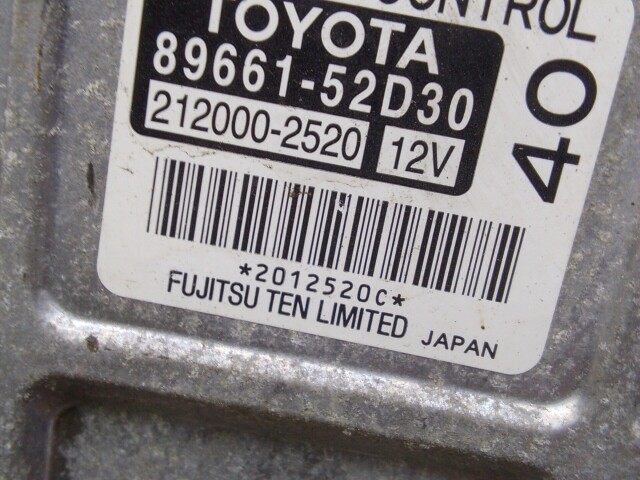 CONTROL
TOYOTA
89661-52D30
212000-2520 12V
40
*2012520C*
FUJITSU TEN LIMITED JAPAN